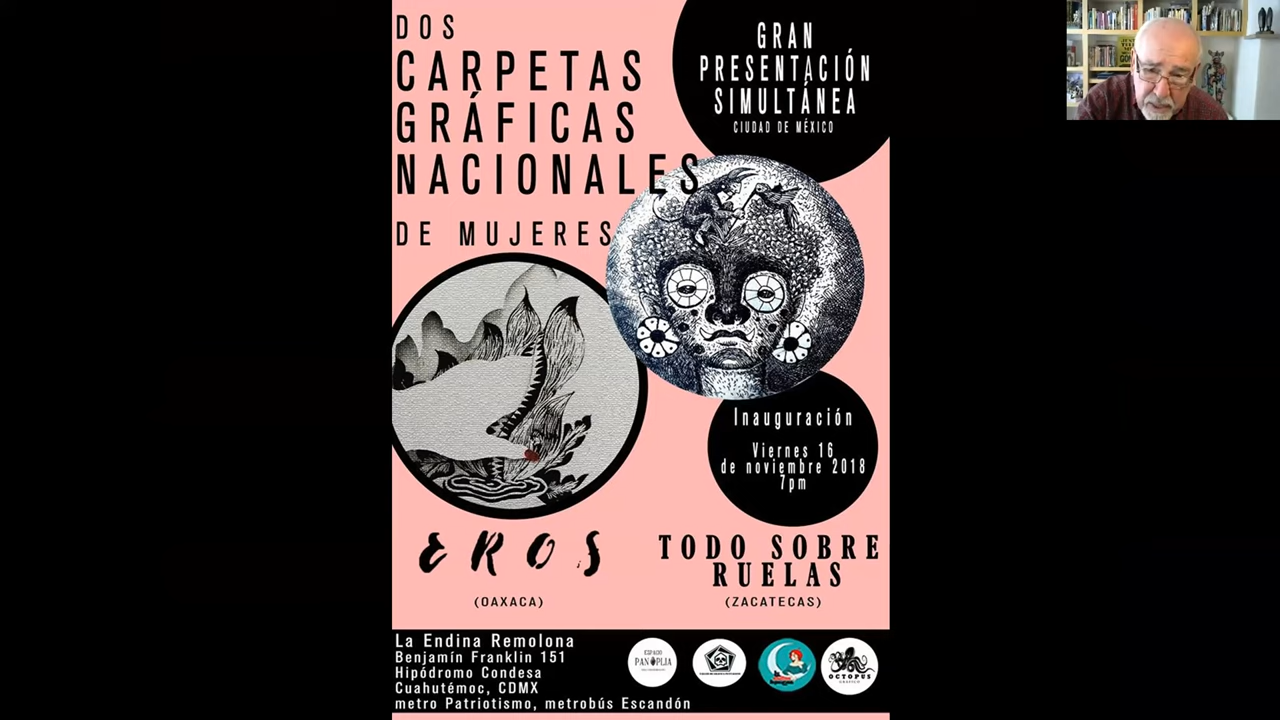 DOS
CARPETAS
GRÁFICAS
NACIONALES
DE MUJERES
GRAN
PRESENTACIÓN
SIMULTÁNEA
CIUDAD DE MÉXICO
Inauguración
Viernes 16
de noviembre 2018
7pm
EROS
(OAXACA)
TODO SOBRE
RUELAS
(ZACATECAS)
La Endina Remolona
Benjamín Franklin 151
Hipódromo Condesa
Cuahutémoc, CDMX
metro Patriotismo, metrobús Escandón
ESPACIO
PANOPLIA
OCTOPUS
GRÁFICO